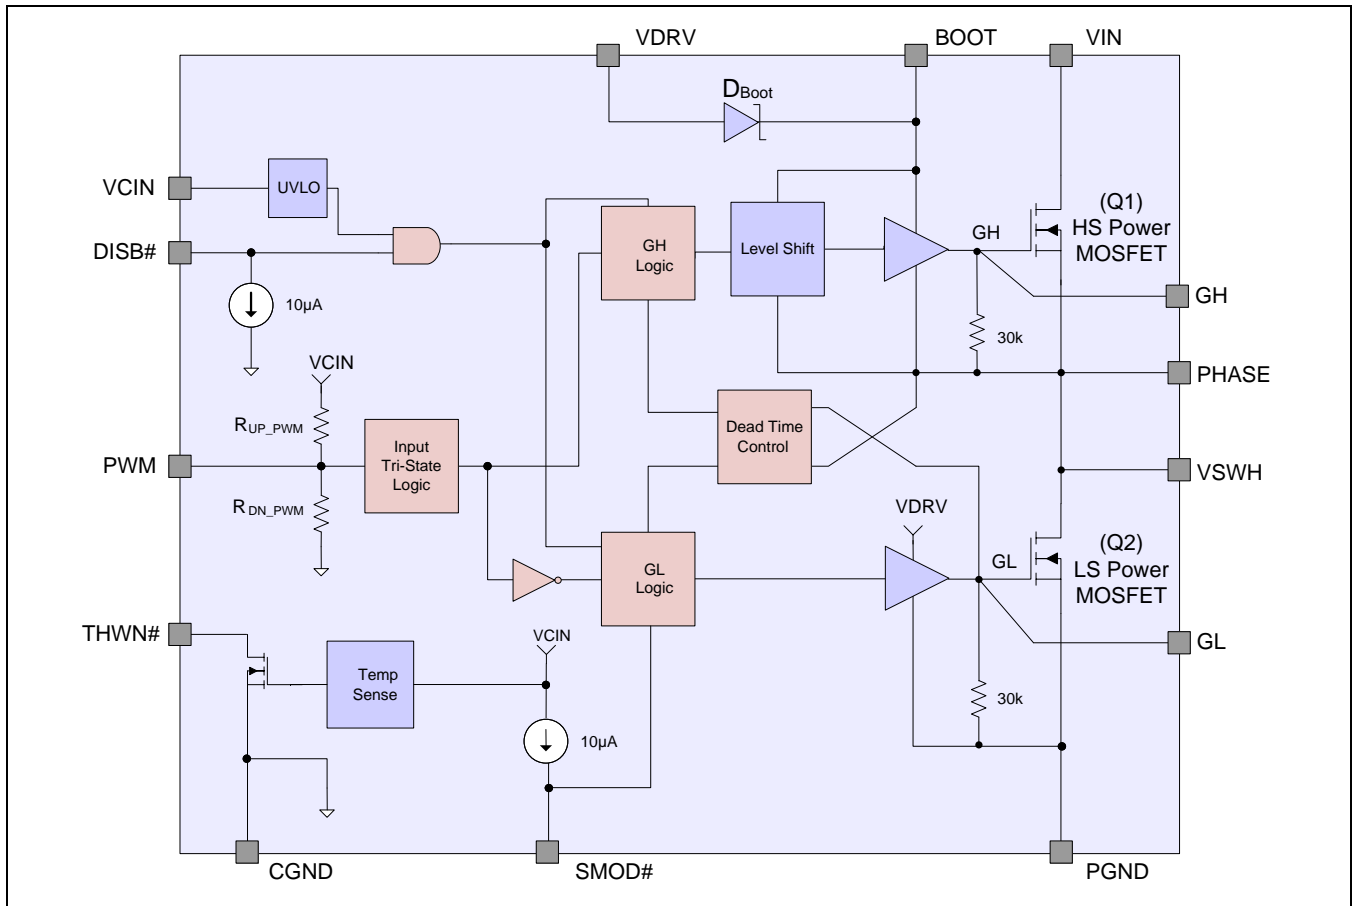 VDRV
BOOT
VIN
DBoot
VCIN
UVLO
(Q1)
HS Power
MOSFET
DISB#
GH
Logic
Level Shift
GH
10µA
GH
30k
VCIN
PHASE
RUP_PWM
Dead Time
Control
Input
Tri-State
Logic
PWM
VSWH
RDN_PWM
VDRV
(Q2)
LS Power
MOSFET
GL
Logic
GL
THWN#
VCIN
GL
Temp
Sense
30k
10µA
CGND
SMOD#
PGND